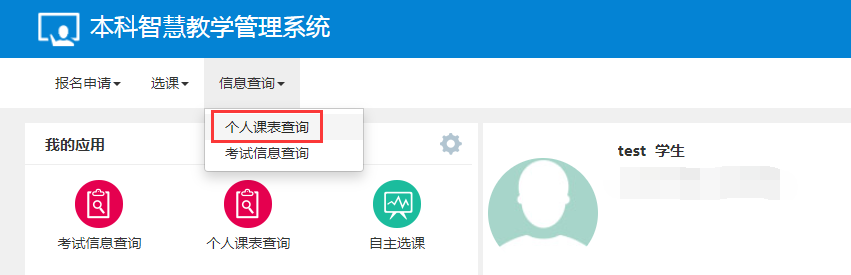 本科智慧教学管理系统
报名申请 选课 信息查询
个人课表查询
考试信息查询
我的应用
test 学生
考试信息查询 个人课表查询 自主选课